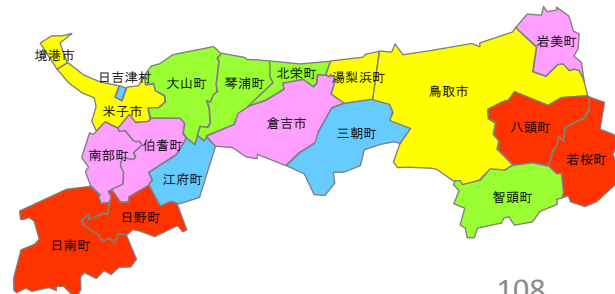 境港市
日吉津村
米子市
大山町
琴浦町
北栄町
湯梨浜町
鳥取市
岩美町
倉吉市
三朝町
八頭町
若桜町
南部町
伯耆町
江府町
智頭町
日野町
日南町
108